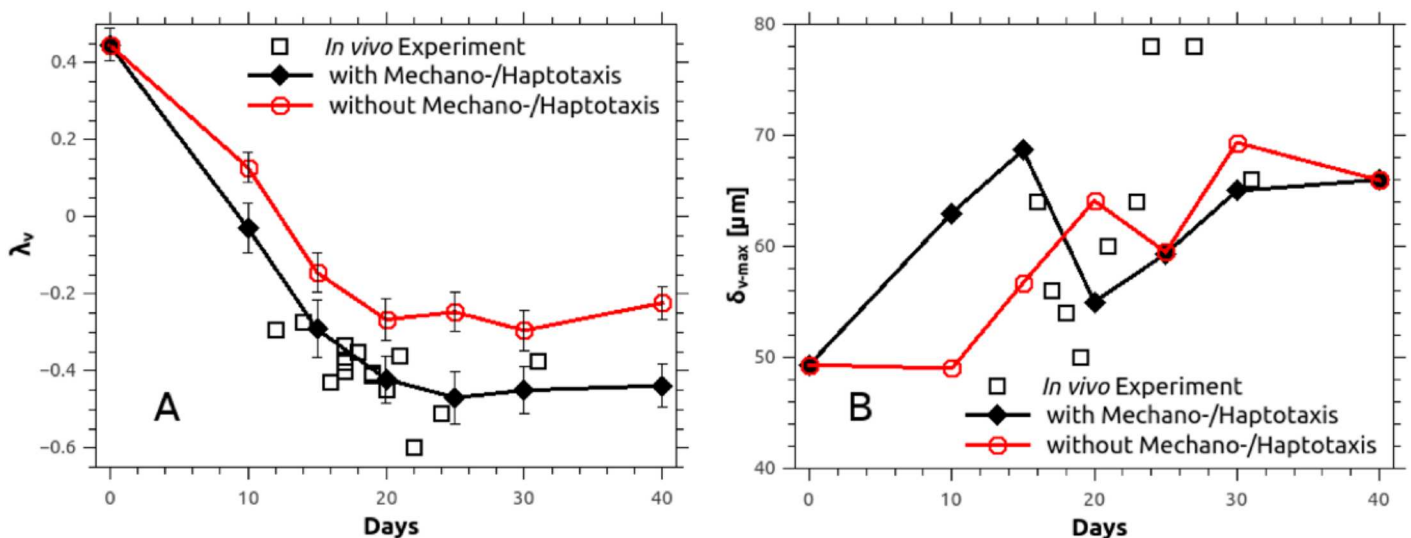 0.4
0.2
0
−0.2
−0.4
−0.6
λv
In vivo Experiment
with Mechano-/Haptotaxis
without Mechano-/Haptotaxis
A
0 10 20 30 40
Days
80
70
60
50
40
δv-max [µm]
B
In vivo Experiment
with Mechano-/Haptotaxis
without Mechano-/Haptotaxis
0 10 20 30 40
Days